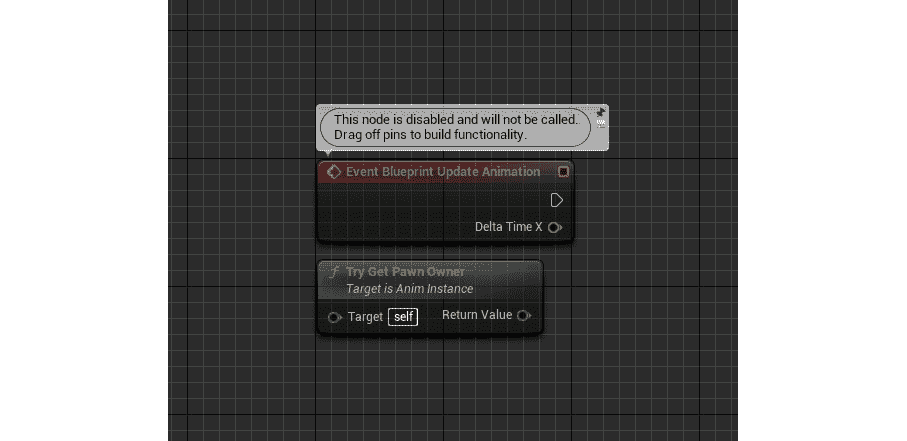 This node is disabled and will not be called.
Drag off pins to build functionality.
Event Blueprint Update Animation
Delta Time X
Try Get Pawn Owner
Target is Anim Instance
Target self Return Value